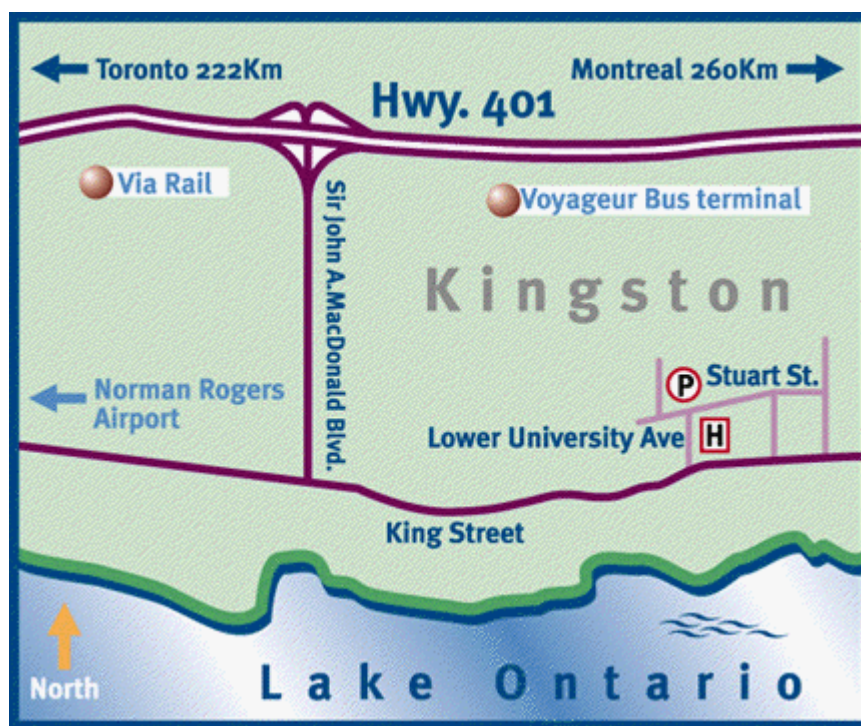 Toronto 222Km
Montreal 260Km
Hwy. 401
Via Rail
Voyageur Bus terminal
Sir John A.MacDonald Blvd.
Kingston
Norman Rogers
Airport
P
Stuart St.
Lower University Ave
H
King Street
North
Lake Ontario